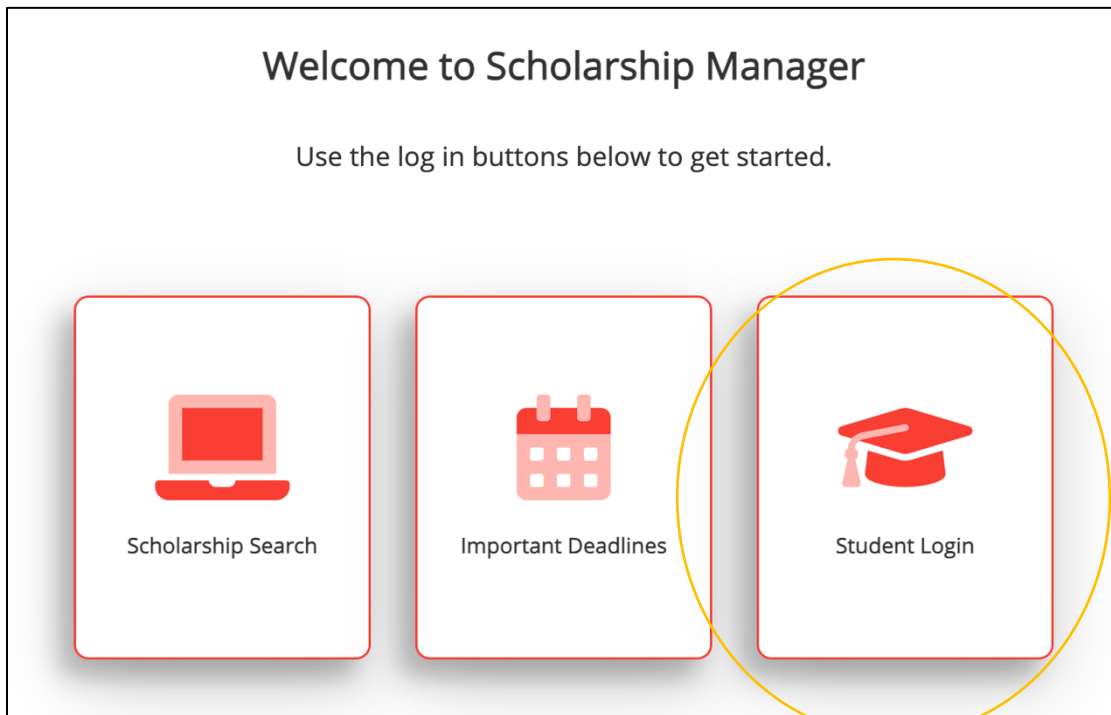 Welcome to Scholarship Manager
Use the log in buttons below to get started.
Scholarship Search
Important Deadlines
Student Login